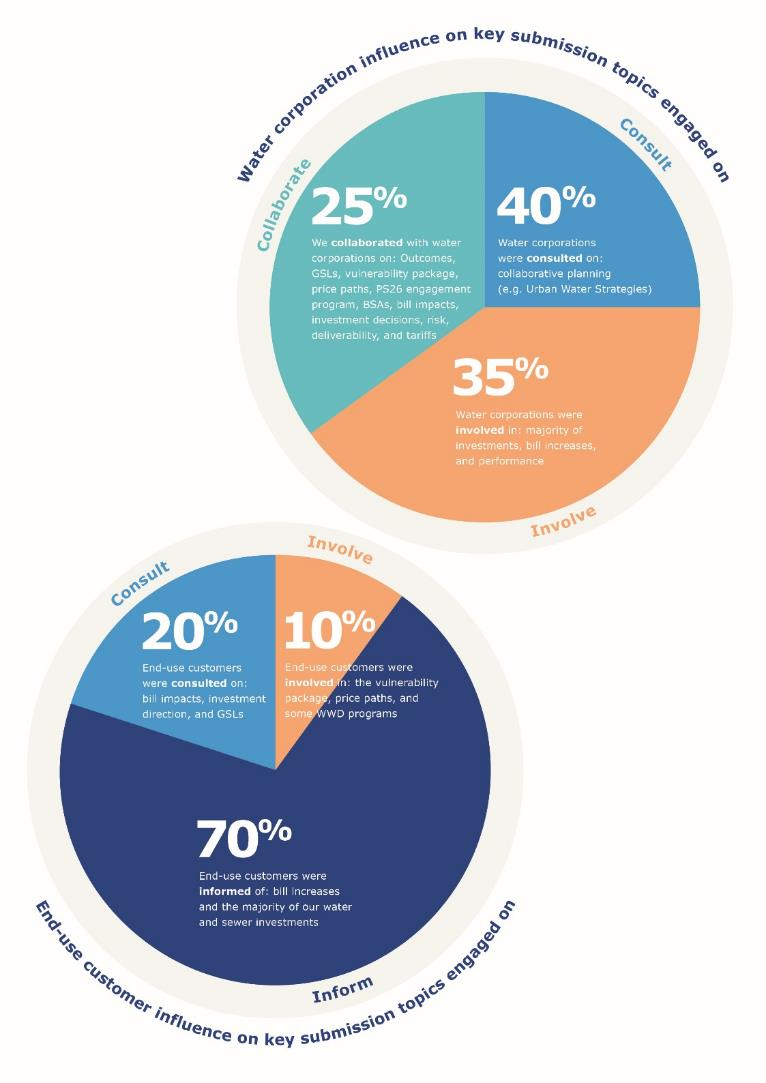 Water corporation influence on key submission topics engaged on
Collaborate
25%
We collaborated with water
corporations on: Outcomes,
GSLs, vulnerability package,
price paths, PS26 engagement
program, BSAs, bill impacts,
investment decisions, risk,
deliverability, and tariffs
Consult
40%
Water corporations
were consulted on:
collaborative planning
(e.g. Urban Water Strategies)
35%
Water corporations were
involved in: majority of
investments, bill increases,
and performance
Involve
Consult
20%
End-use customers
were consulted on:
bill impacts, investment
direction, and GSLs
Involve
10%
End-use customers were
involved in: the vulnerability
package, price paths, and
some WWD programs
70%
End-use customers were
informed of: bill increases
and the majority of our water
and sewer investments
Inform
End-use customer influence on key submission topics engaged on